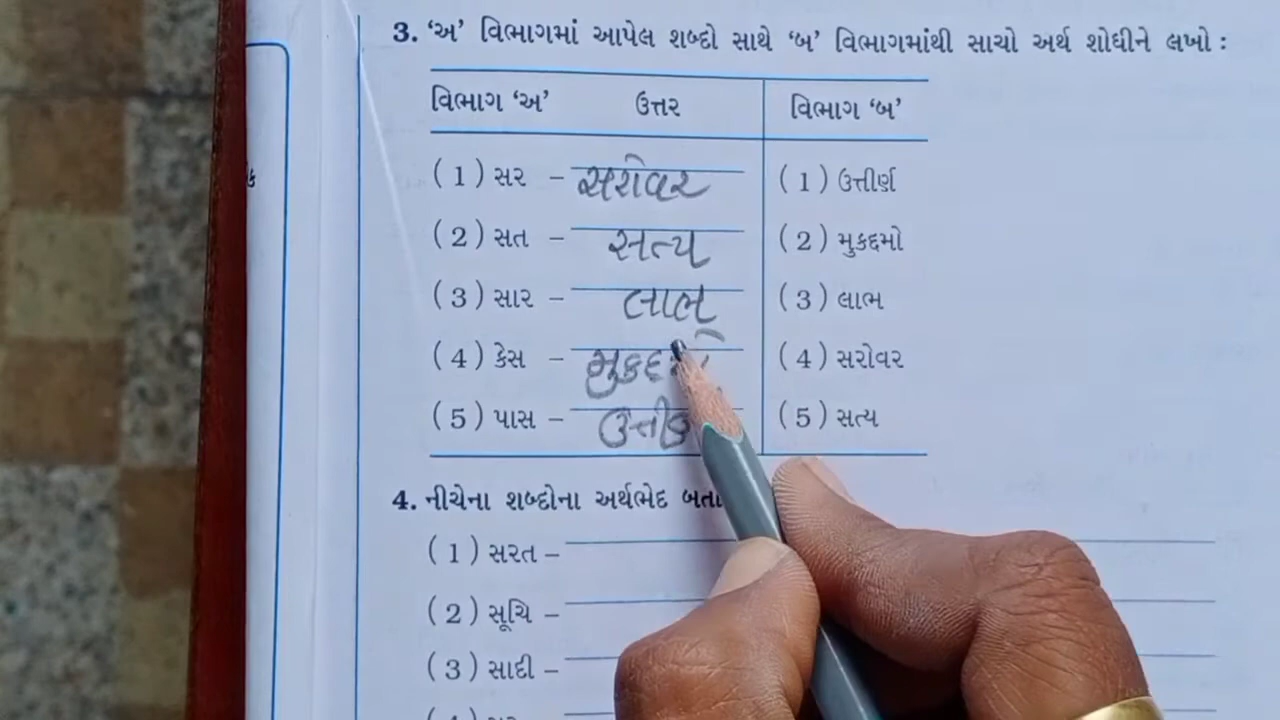 3. ‘અ’ વિભાગમાં આપેલ શબ્દો સાથે ‘બ’ વિભાગમાંથી સાચો અર્થ શોધીને લખો :
વિભાગ ‘અ’ ઉત્તર વિભાગ ‘બ’
(1) સર – સરોવર (1) ઉત્તીર્ણ
(2) સત – સત્ય (2) મુકદ્દમો
(3) સાર – લાભ (3) લાભ
(4) કેસ – (4) સરોવર
(5) પાસ – (5) સત્ય
4. નીચેના શબ્દોના અર્થભેદ
(1) સરત –
(2) સૂચિ –
(3) સાદી –